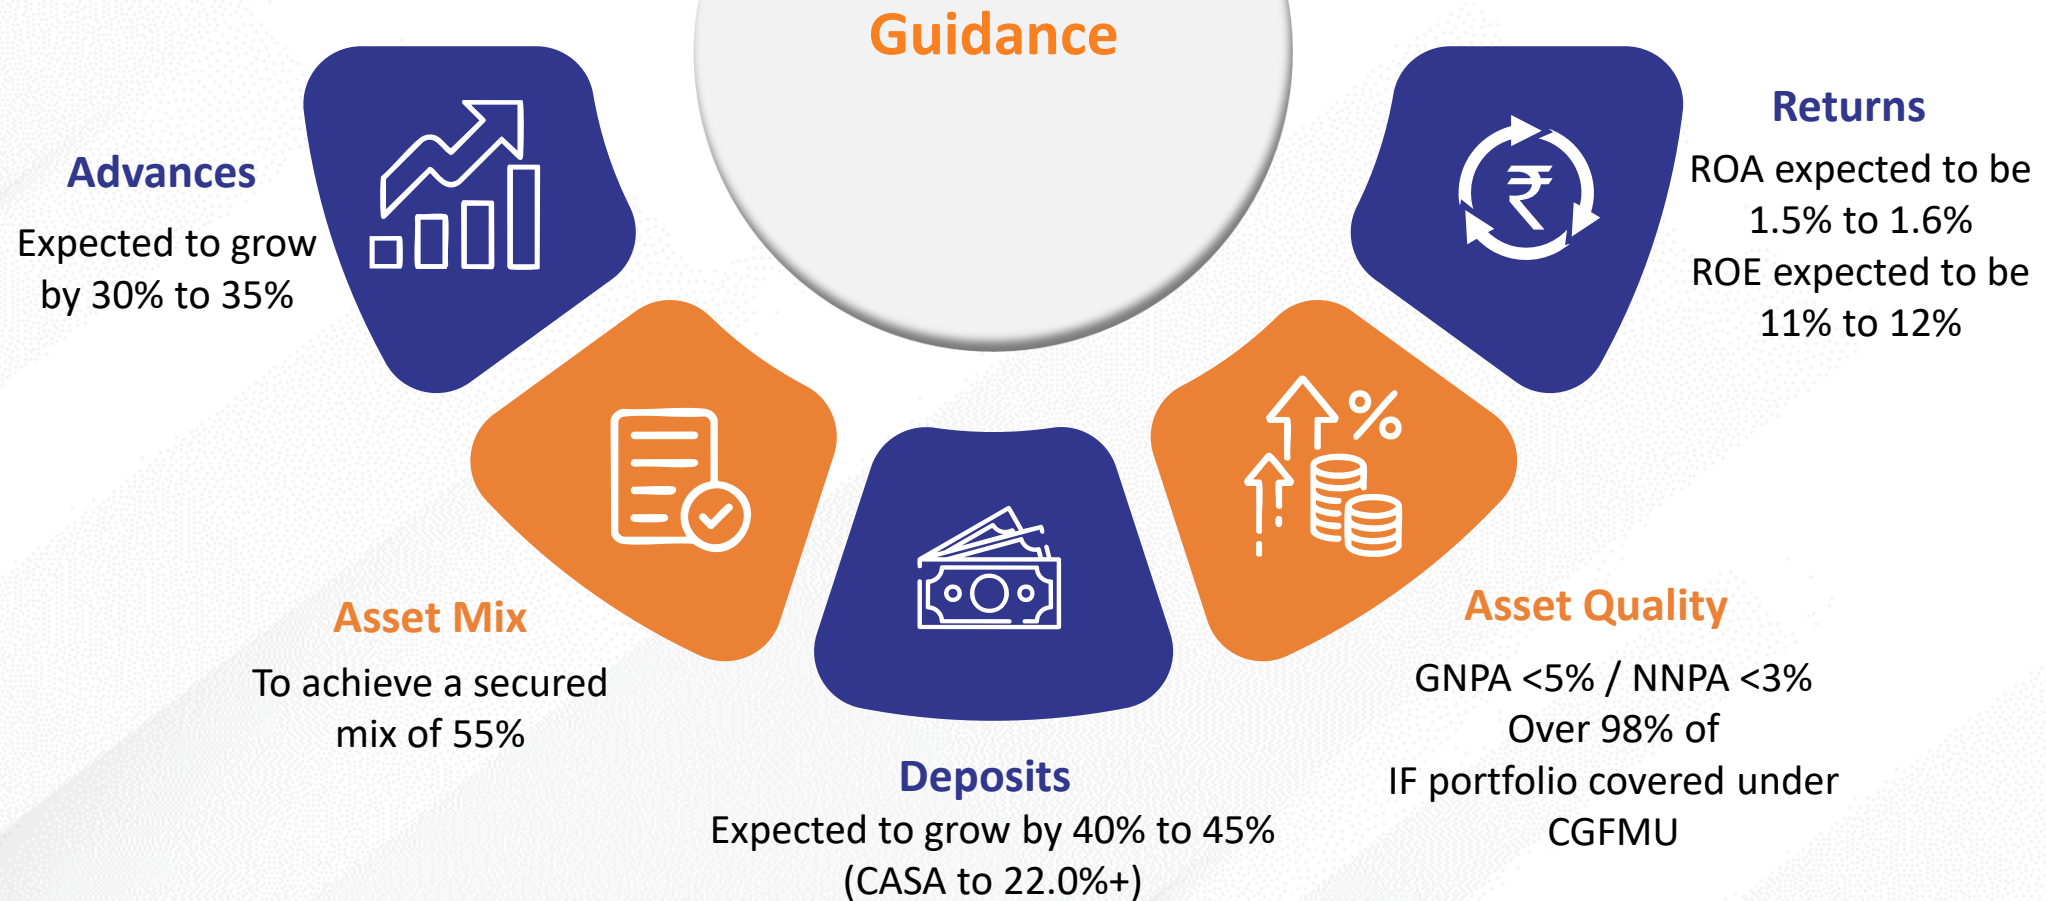 Guidance
Advances
Expected to grow
by 30% to 35%
Asset Mix
To achieve a secured
mix of 55%
Deposits
Expected to grow by 40% to 45%
(CASA to 22.0%+)
Asset Quality
GNPA <5% / NNPA <3%
Over 98% of
IF portfolio covered under
CGFMU
Returns
ROA expected to be
1.5% to 1.6%
ROE expected to be
11% to 12%
₹
%